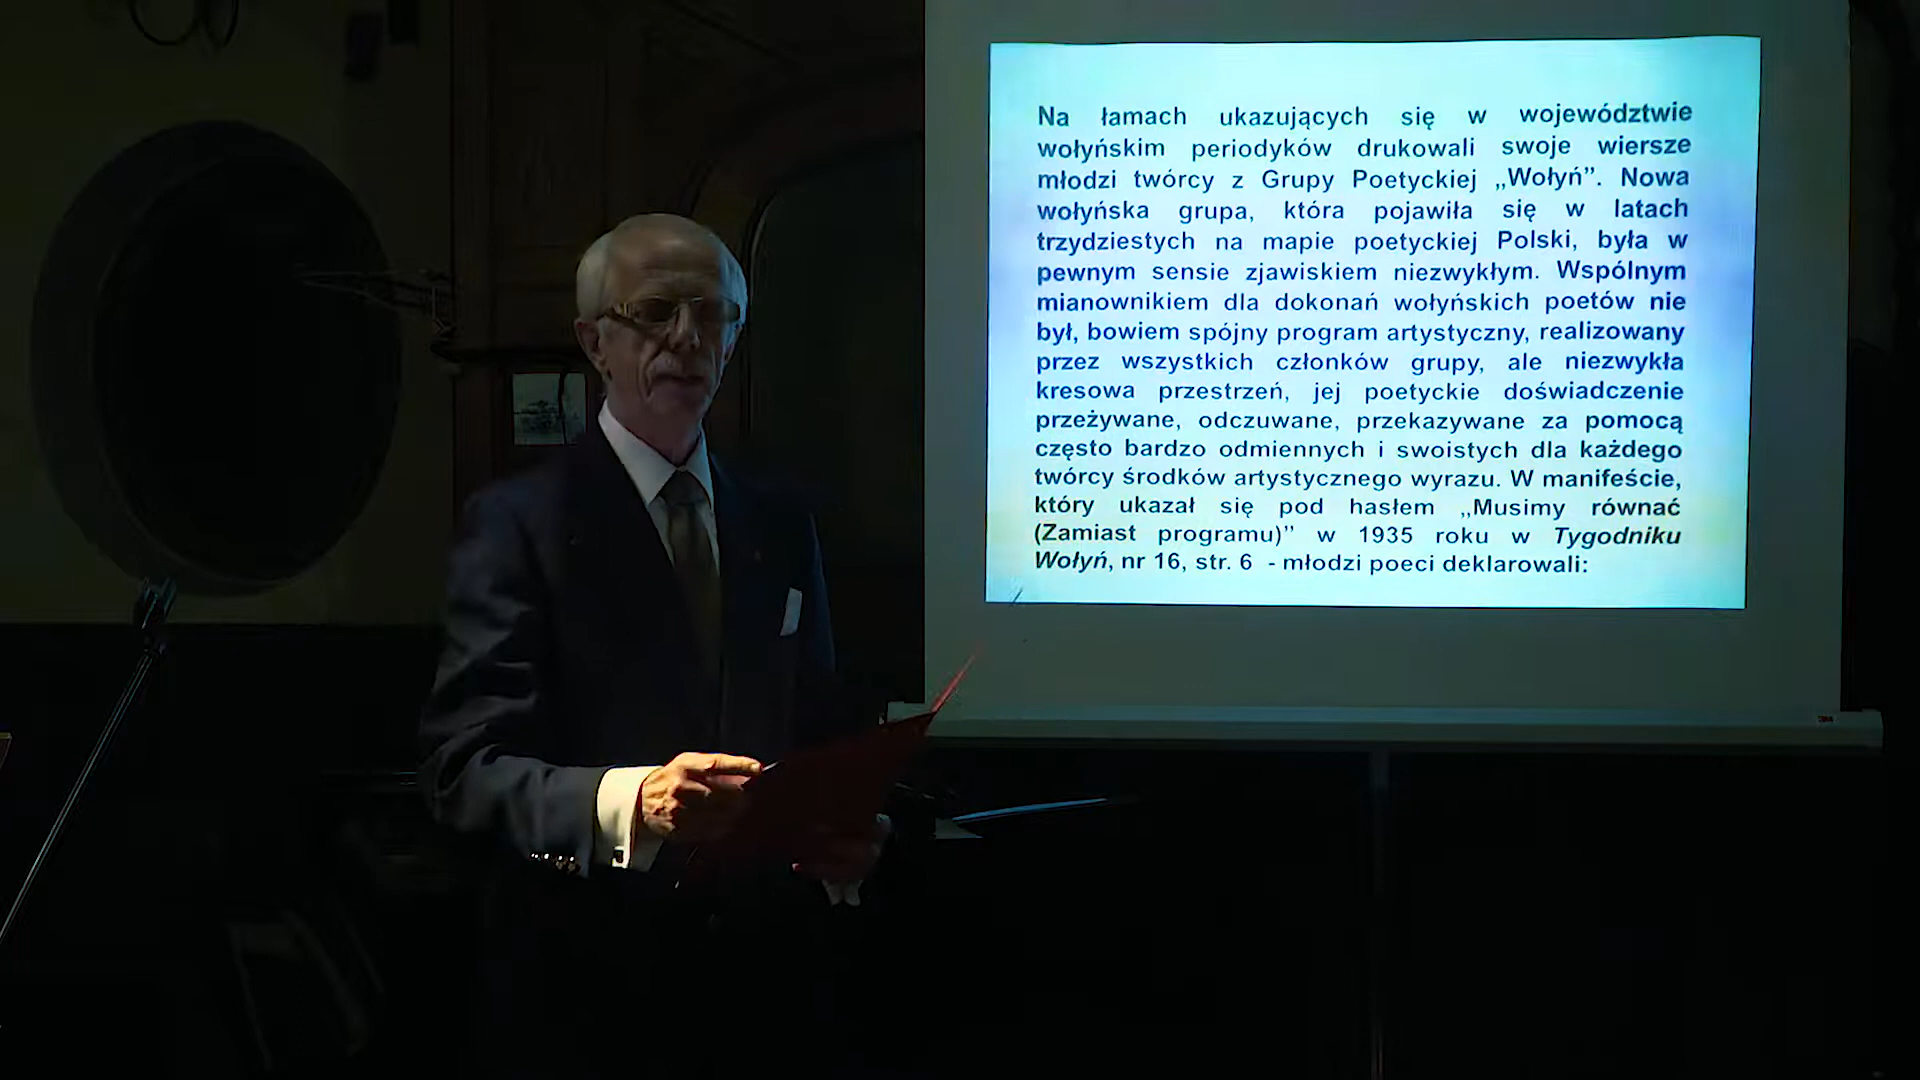 Na łamach ukazujących się w województwie
wołyńskim periodyków drukowali swoje wiersze
młodzi twórcy z Grupy Poetyckiej „Wołyń”. Nowa
wołyńska grupa, która pojawiła się w latach
trzydziestych na mapie poetyckiej Polski, była w
pewnym sensie zjawiskiem niezwykłym. Wspólnym
mianownikiem dla dokonań wołyńskich poetów nie
był, bowiem spójny program artystyczny, realizowany
przez wszystkich członków grupy, ale niezwykła
kresowa przestrzeń, jej poetyckie doświadczenie
przeżywane, odczuwane, przekazywane za pomocą
często bardzo odmiennych i swoistych dla każdego
twórcy środków artystycznego wyrazu. W manifeście,
który ukazał się pod hasłem „Musimy równać
(Zamiast programu)” w 1935 roku w Tygodniku
Wołyń, nr 16, str. 6 - młodzi poeci deklarowali: